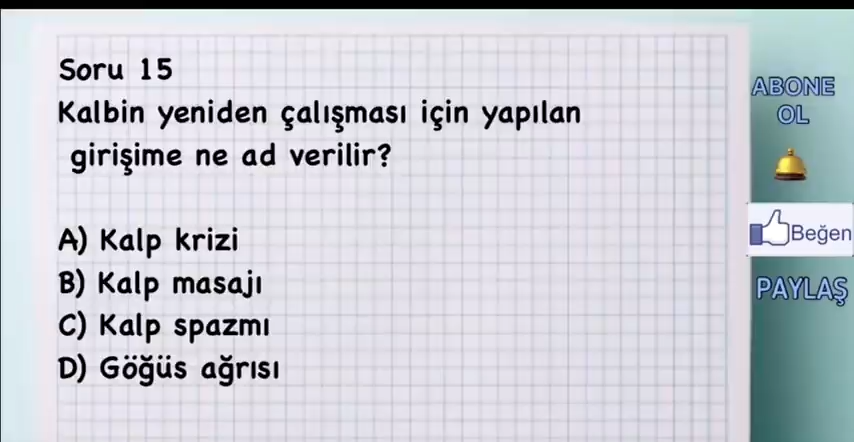 Soru 15
Kalbin yeniden çalışması için yapılan
girişime ne ad verilir?
A) Kalp krizi
B) Kalp masajı
C) Kalp spazmı
D) Göğüs ağrısı
ABONE
OL
Beğen
PAYLAŞ